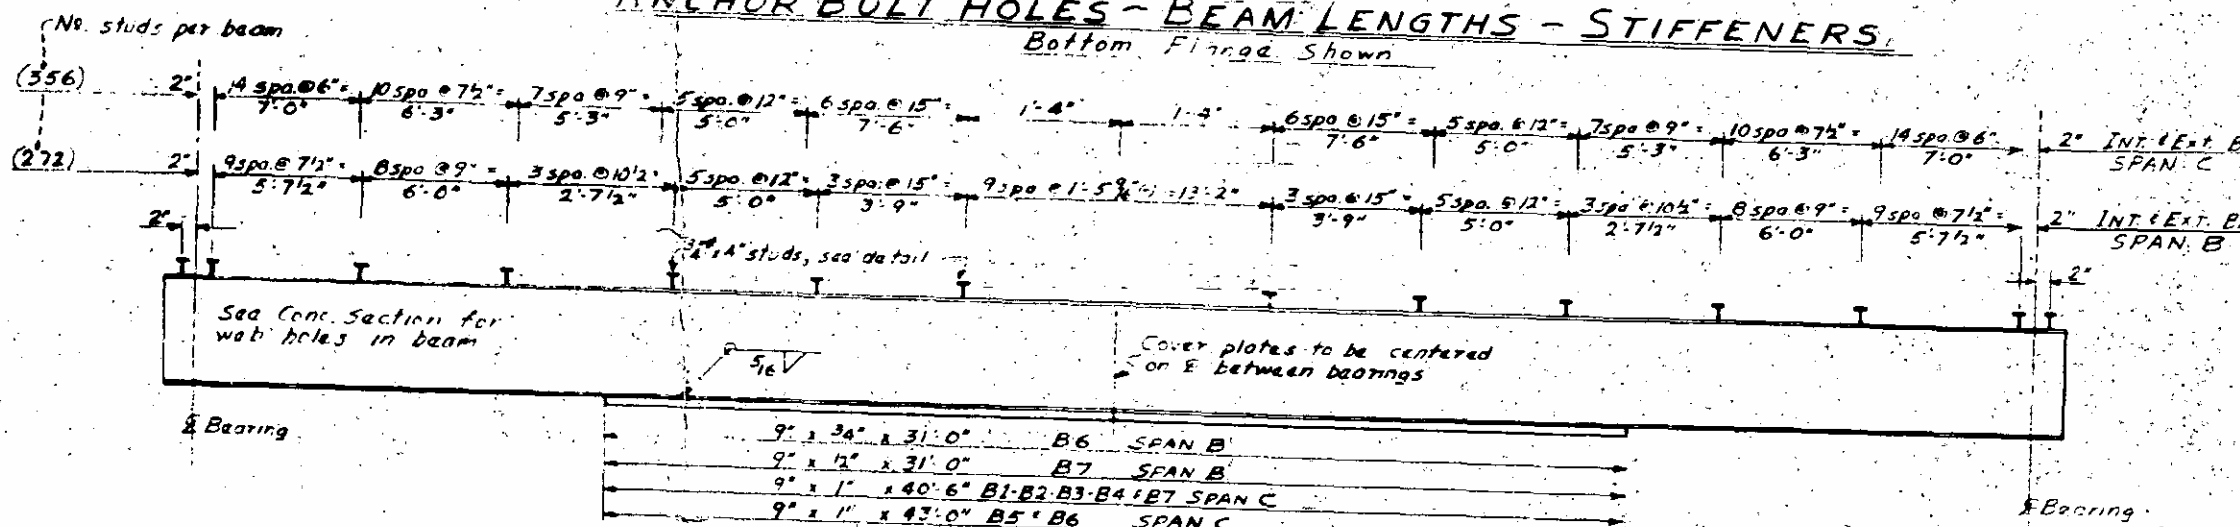 ANCHOR BOLT HOLES - BEAM LENGTHS - STIFFENERS
Bottom Flange Shown
No. studs per beam
(356) 2" 14 spa. @ 6" = 7'-0" 10 spa @ 7½" = 6'-3" 7 spa @ 9" = 5'-3" 5 spa. @ 12" = 5'-0" 6 spa. @ 15" = 7'-6" 1'-4" 6 spa @ 15" = 7'-6" 5 spa. @ 12" = 5'-0" 7 spa @ 9" = 5'-3" 10 spa @ 7½" = 6'-3" 14 spa @ 6" 7'-0" 2" INT. & EXT. B
SPAN C
(272) 2" 9 spa. @ 7½" = 5'-7½" 8 spa @ 9" = 6'-0" 3 spa. @ 10½" 2'-7½" 5 spa. @ 12" = 5'-0" 3 spa. @ 15" = 3'-9" 9 spa @ 1'-5 9/16" = 13'-2" 3 spa. @ 15" = 3'-9" 5 spa. @ 12" = 5'-0" 3 spa @ 10½" = 2'-7½" 8 spa @ 9" = 6'-0" 9 spa @ 7½" = 5'-7½" 2" INT. & EXT. B
SPAN B
2"
¾" x 4" studs, see detail
2"
See Conc. Section for
web holes in beam
5/16
Cover plates to be centered
on ℄ between bearings
℄ Bearing
9" x ¾" x 31'-0" B6 SPAN B
9" x ½" x 31'-0" B7 SPAN B
9" x 1" x 40'-6" B1-B2-B3-B4 & B7 SPAN C
9" x 1" x 43'-0" B5 & B6 SPAN C
℄ Bearing